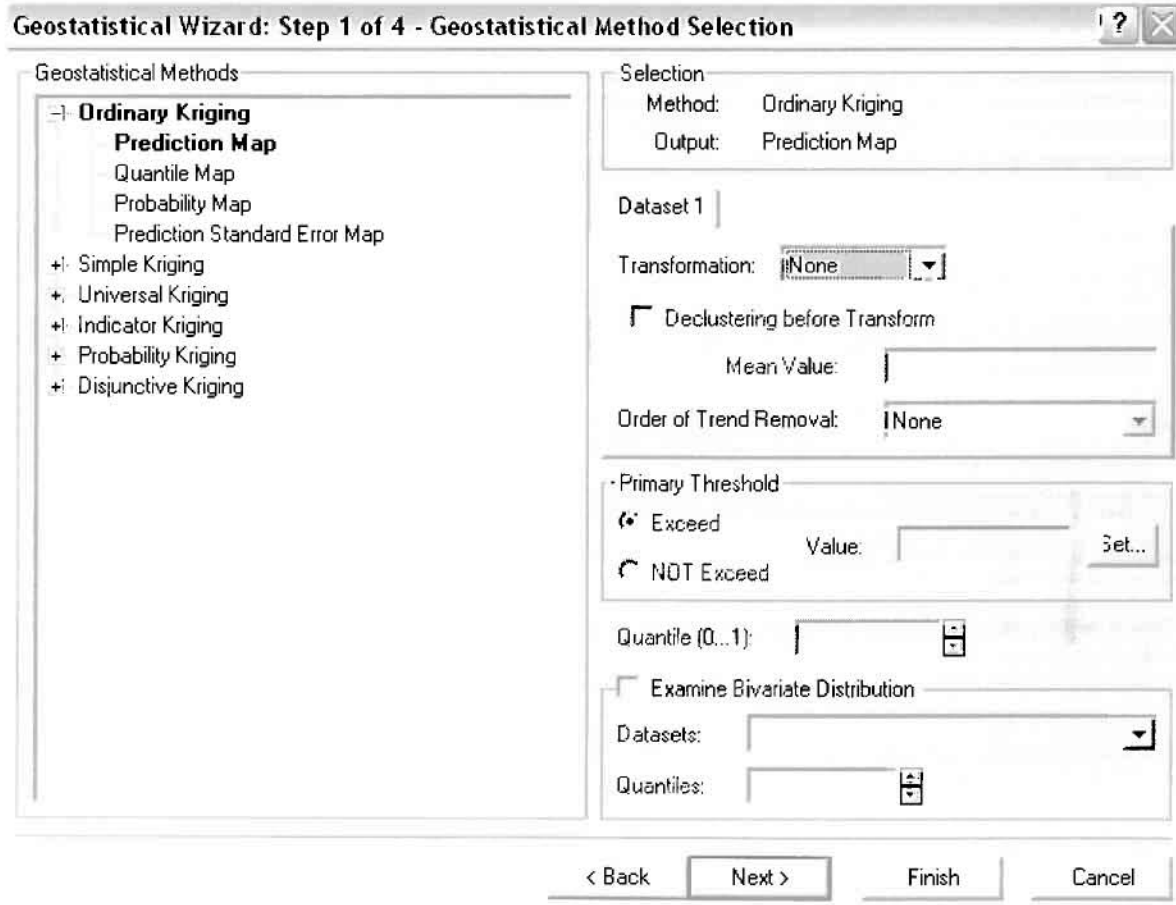 Geostatistical Wizard: Step 1 of 4 - Geostatistical Method Selection
Geostatistical Methods
Ordinary Kriging
Prediction Map
Quantile Map
Probability Map
Prediction Standard Error Map
Simple Kriging
Universal Kriging
Indicator Kriging
Probability Kriging
Disjunctive Kriging
Selection
Method: Ordinary Kriging
Output: Prediction Map
Dataset 1
Transformation: None
Declustering before Transform
Mean Value:
Order of Trend Removal: None
Primary Threshold
Exceed
Value: Set...
NOT Exceed
Quantile (0...1):
Examine Bivariate Distribution
Datasets:
Quantiles:
< Back Next > Finish Cancel